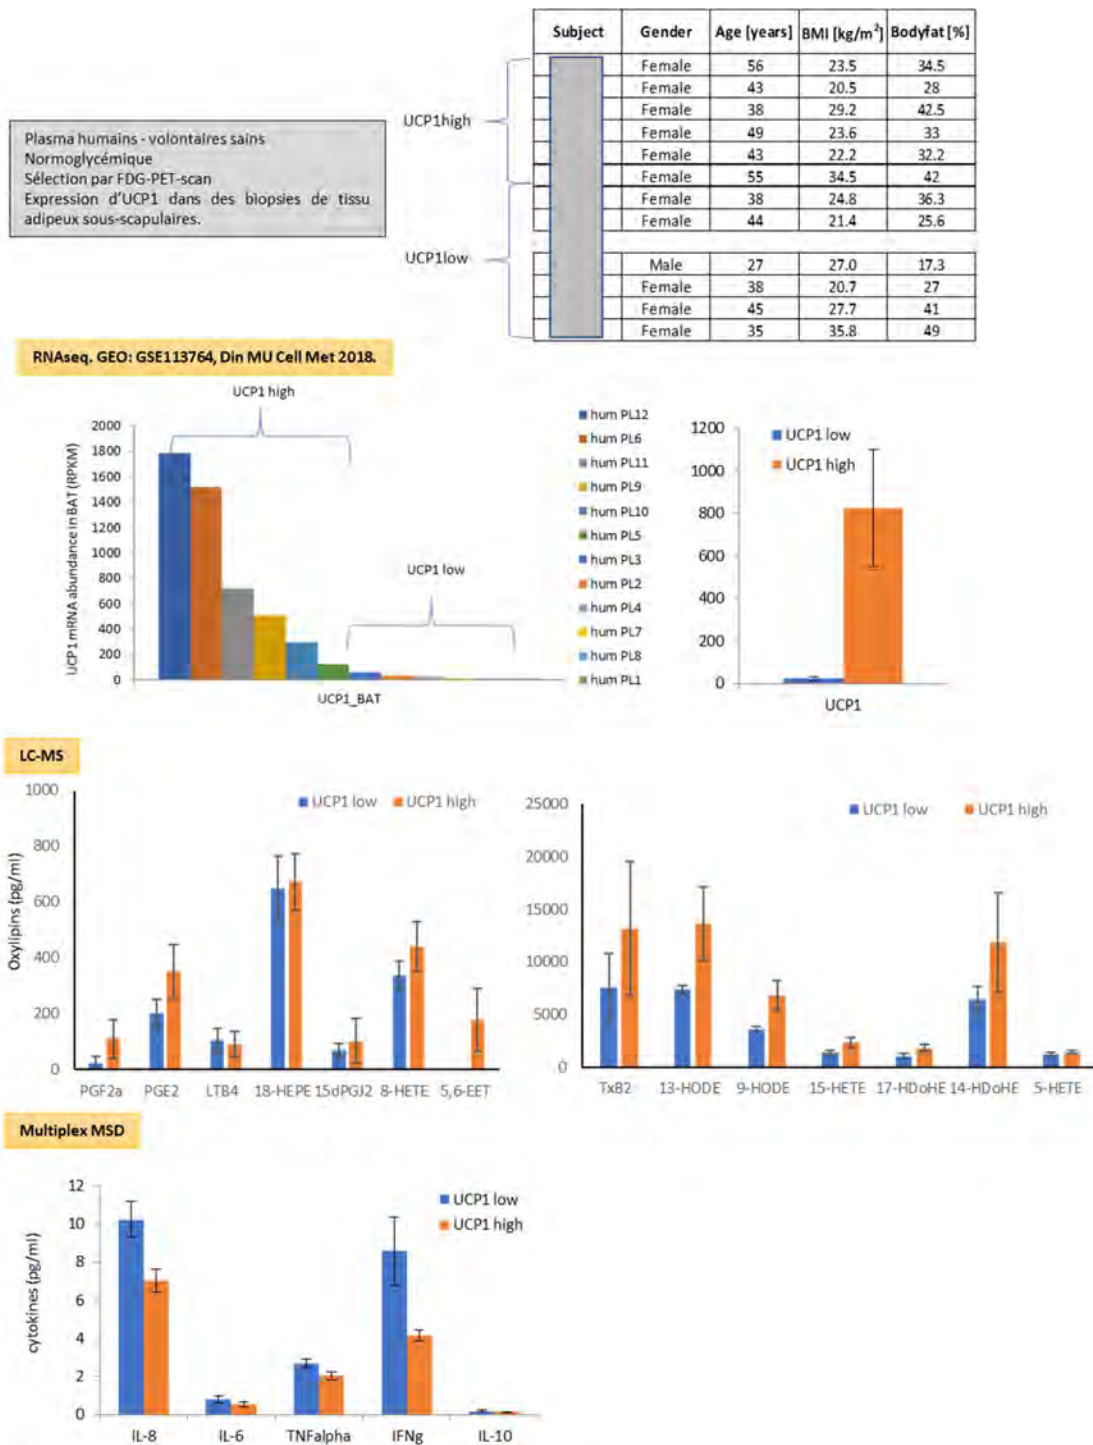 Subject Gender Age [years] BMI [kg/m²] Bodyfat [%]
Female 56 23.5 34.5
Female 43 20.5 28
Female 38 29.2 42.5
Female 49 23.6 33
Female 43 22.2 32.2
Female 55 34.5 42
Female 38 24.8 36.3
Female 44 21.4 25.6
Male 27 27.0 17.3
Female 38 20.7 27
Female 45 27.7 41
Female 35 35.8 49
UCP1high
UCP1low
Plasma humains - volontaires sains
Normoglycémique
Sélection par FDG-PET-scan
Expression d'UCP1 dans des biopsies de tissu
adipeux sous-scapulaires.
RNAseq. GEO: GSE113764, Din MU Cell Met 2018.
UCP1 high
UCP1 low
UCP1 mRNA abundance in BAT (RPKM)
2000
1800
1600
1400
1200
1000
800
600
400
200
0
UCP1_BAT
hum PL12
hum PL6
hum PL11
hum PL9
hum PL10
hum PL5
hum PL3
hum PL2
hum PL4
hum PL7
hum PL8
hum PL1
1200
1000
800
600
400
200
0
UCP1 low
UCP1 high
UCP1
LC-MS
Oxylipins (pg/ml)
1000
800
600
400
200
0
UCP1 low UCP1 high
PGF2a PGE2 LTB4 18-HEPE 15dPGJ2 8-HETE 5,6-EET
25000
20000
15000
10000
5000
0
UCP1 low UCP1 high
TxB2 13-HODE 9-HODE 15-HETE 17-HDoHE 14-HDoHE 5-HETE
Multiplex MSD
cytokines (pg/ml)
12
10
8
6
4
2
0
UCP1 low
UCP1 high
IL-8 IL-6 TNFalpha IFNg IL-10